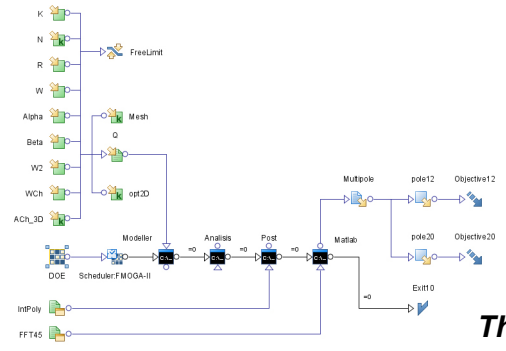 K
N
FreeLimit
R
W
Alpha
Mesh
Q
Beta
W2
Multipole pole12 Objective12
WCh
opt2D
ACh_3D
Modeller Analisis Post Matlab
=0 =0 =0
C:\... C:\... C:\... C:\...
pole20 Objective20
DOE Scheduler:FMOGA-II
Exit10
=0
IntPoly
FFT45
Th